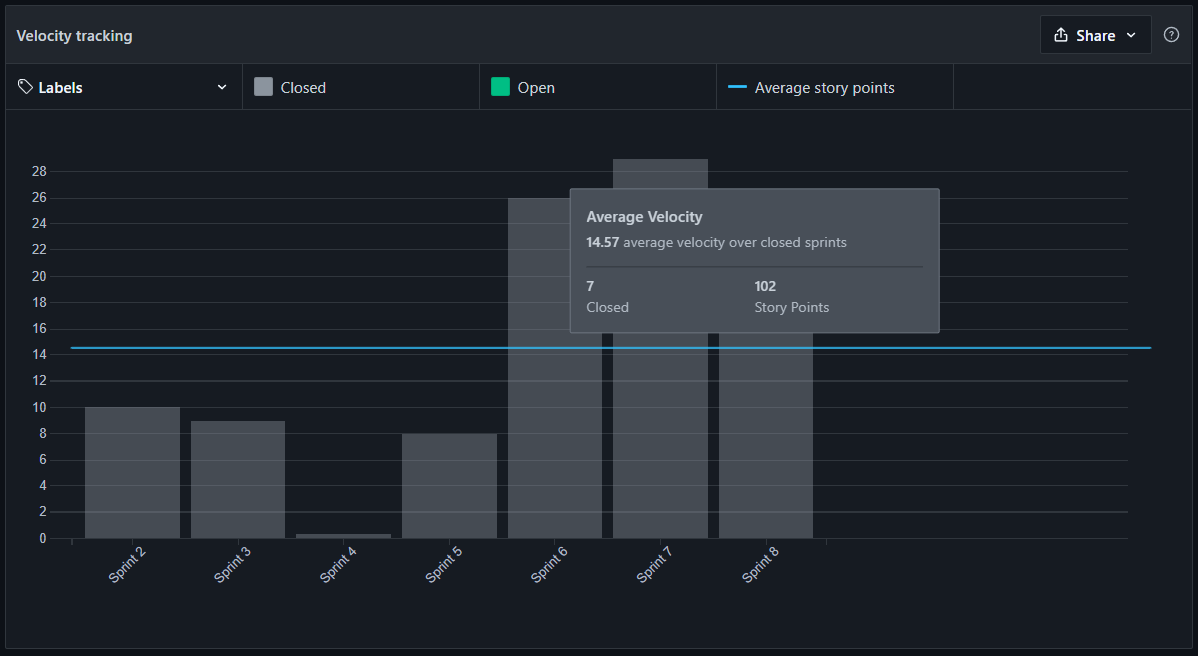 Velocity tracking
Share
Labels
Closed
Open
Average story points
28
26
24
22
20
18
16
14
12
10
8
6
4
2
0
Average Velocity
14.57 average velocity over closed sprints
7 102
Closed Story Points
Sprint 2
Sprint 3
Sprint 4
Sprint 5
Sprint 6
Sprint 7
Sprint 8